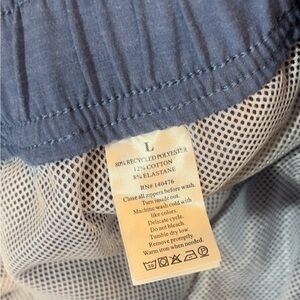 L
80% RECYCLED POLYESTER
12% COTTON
8% ELASTANE
RN# 140476
Close all zippers before wash.
Turn inside out.
Machine wash cold with
like colors.
Delicate cycle.
Do not bleach.
Tumble dry low.
Remove promptly.
Warm iron when needed.
30